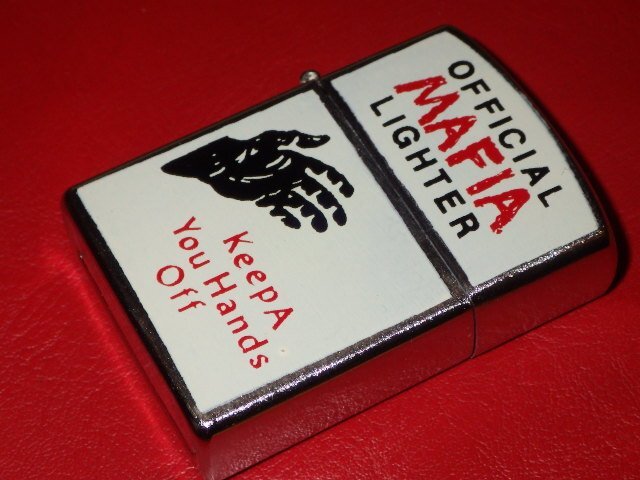 OFFICIAL
MAFIA
LIGHTER
KeepA
You Hands
Off